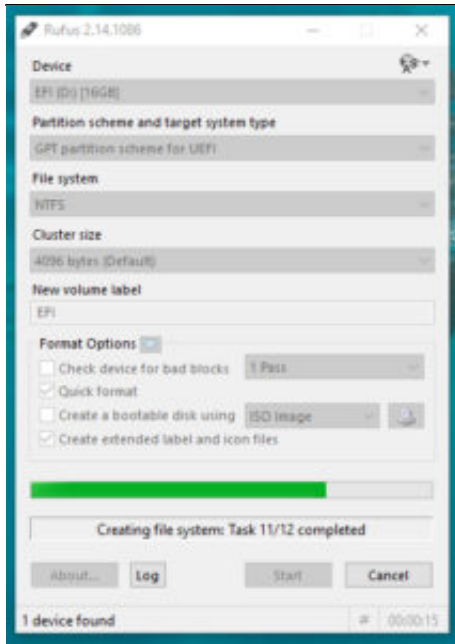 Rufus 2.14.1086
Device
EFI (D:) [16GB]
Partition scheme and target system type
GPT partition scheme for UEFI
File system
NTFS
Cluster size
4096 bytes (Default)
New volume label
EFI
Format Options
Check device for bad blocks 1 Pass
Quick format
Create a bootable disk using ISO Image
Create extended label and icon files
Creating file system: Task 11/12 completed
About... Log Start Cancel
1 device found # 00:00:15